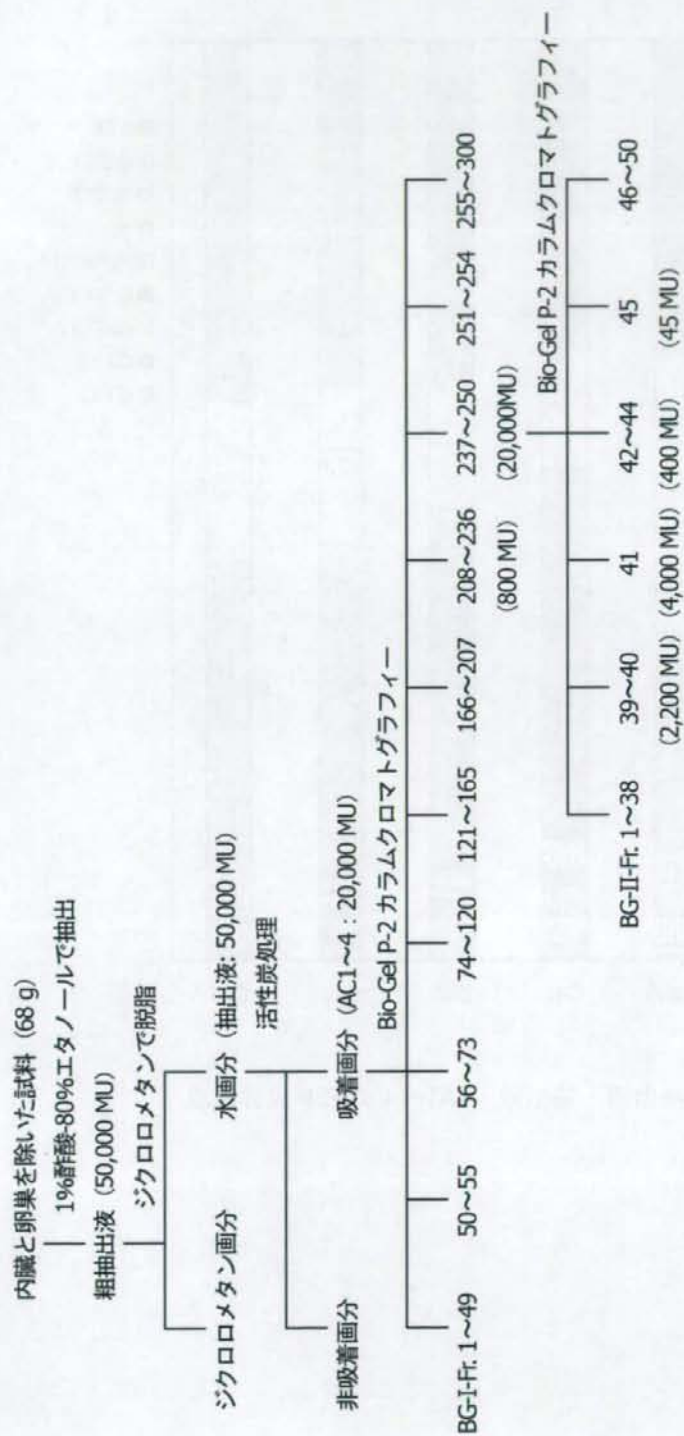 内臓と卵巣を除いた試料（68 g）
1%酢酸-80%エタノールで抽出
粗抽出液（50,000 MU）
ジクロロメタンで脱脂
ジクロロメタン画分 水画分（抽出液: 50,000 MU）
活性炭処理
非吸着画分 吸着画分（AC1～4：20,000 MU）
Bio-Gel P-2 カラムクロマトグラフィー
BG-I-Fr. 1～49 50～55 56～73 74～120 121～165 166～207 208～236 237～250 251～254 255～300
(800 MU) (20,000MU)
Bio-Gel P-2 カラムクロマトグラフィー
BG-II-Fr. 1～38 39～40 41 42～44 45 46～50
(2,200 MU) (4,000 MU) (400 MU) (45 MU)